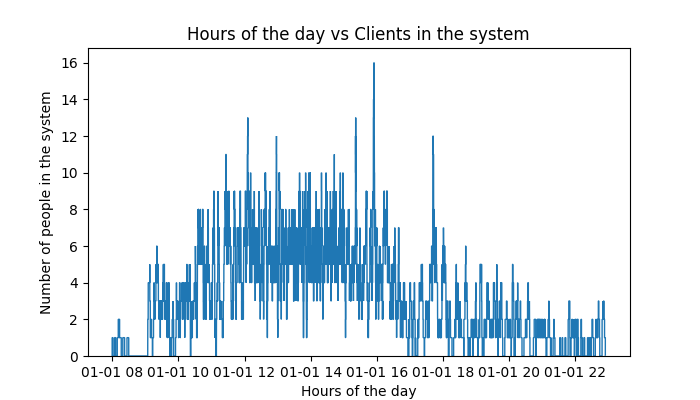 Hours of the day vs Clients in the system
Number of people in the system
16
14
12
10
8
6
4
2
0
01-01 08 01-01 10 01-01 12 01-01 14 01-01 16 01-01 18 01-01 20 01-01 22
Hours of the day